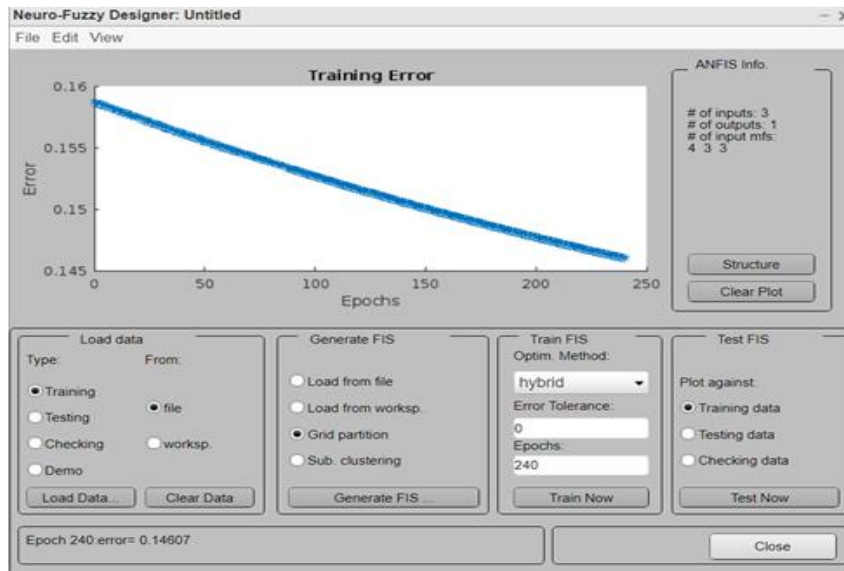 Neuro-Fuzzy Designer: Untitled
File Edit View
Training Error
0.16
0.155
0.15
0.145
Error
0 50 100 150 200 250
Epochs
ANFIS Info.
# of inputs: 3
# of outputs: 1
# of input mfs:
4 3 3
Structure
Clear Plot
Load data
Type: From:
Training
Testing
Checking
Demo
file
worksp.
Load Data... Clear Data
Generate FIS
Load from file
Load from worksp.
Grid partition
Sub. clustering
Generate FIS ...
Train FIS
Optim. Method:
hybrid
Error Tolerance:
0
Epochs:
240
Train Now
Test FIS
Plot against:
Training data
Testing data
Checking data
Test Now
Epoch 240:error= 0.14607
Close